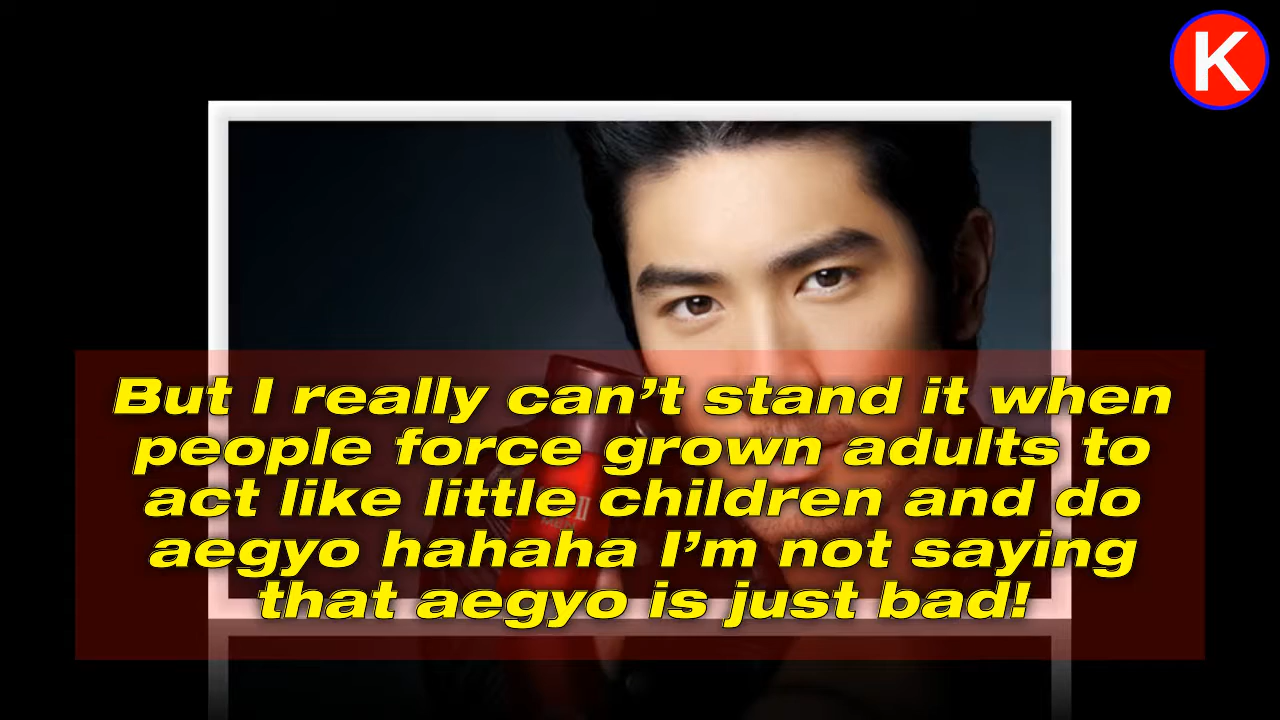 K
But I really can’t stand it when
people force grown adults to
act like little children and do
aegyo hahaha I’m not saying
that aegyo is just bad!